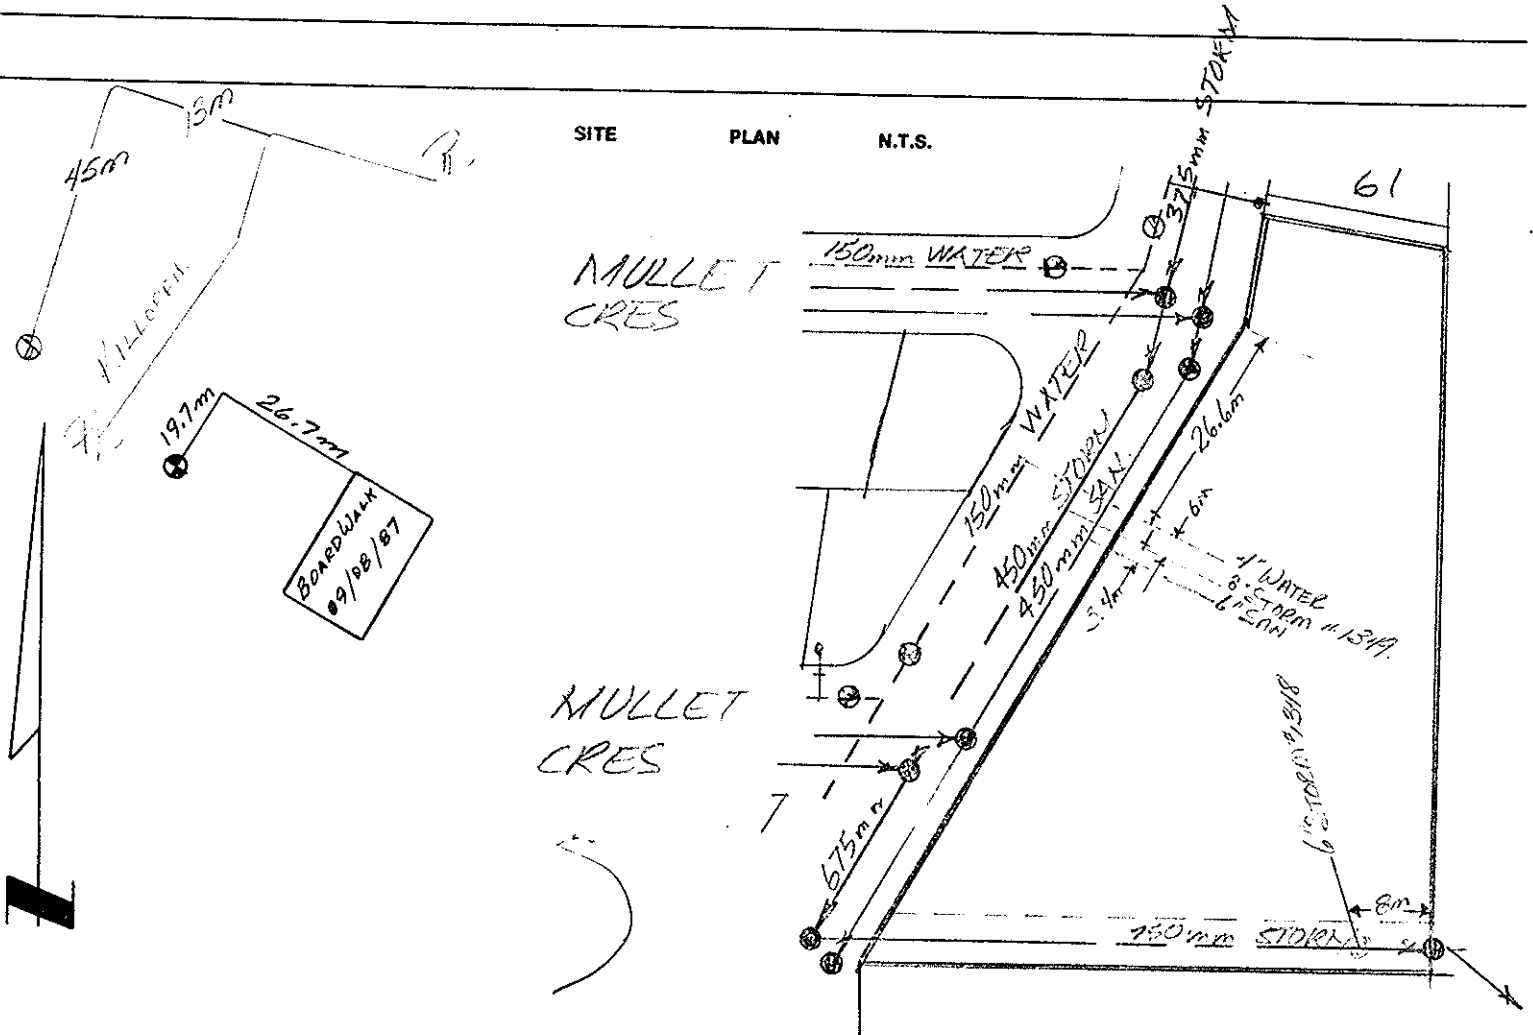 SITE PLAN N.T.S.
13m
45m
R.
375mm STORM
61
MULLET
CRES
150mm WATER
19.7m
26.7m
BOARDWALK
09/08/87
150mm WATER
450mm STORM
450mm SAN.
26.6m
6m
3.4m
4" WATER
8" STORM
6" SAN
MULLET
CRES
7
675mm
6" STORM
8m
750mm STORM